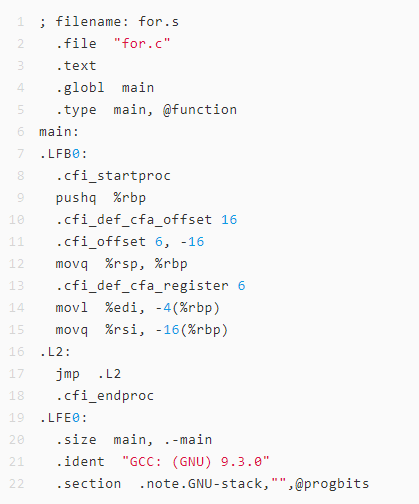 1 ; filename: for.s
2 .file "for.c"
3 .text
4 .globl main
5 .type main, @function
6 main:
7 .LFB0:
8 .cfi_startproc
9 pushq %rbp
10 .cfi_def_cfa_offset 16
11 .cfi_offset 6, -16
12 movq %rsp, %rbp
13 .cfi_def_cfa_register 6
14 movl %edi, -4(%rbp)
15 movq %rsi, -16(%rbp)
16 .L2:
17 jmp .L2
18 .cfi_endproc
19 .LFE0:
20 .size main, .-main
21 .ident "GCC: (GNU) 9.3.0"
22 .section .note.GNU-stack,"",@progbits